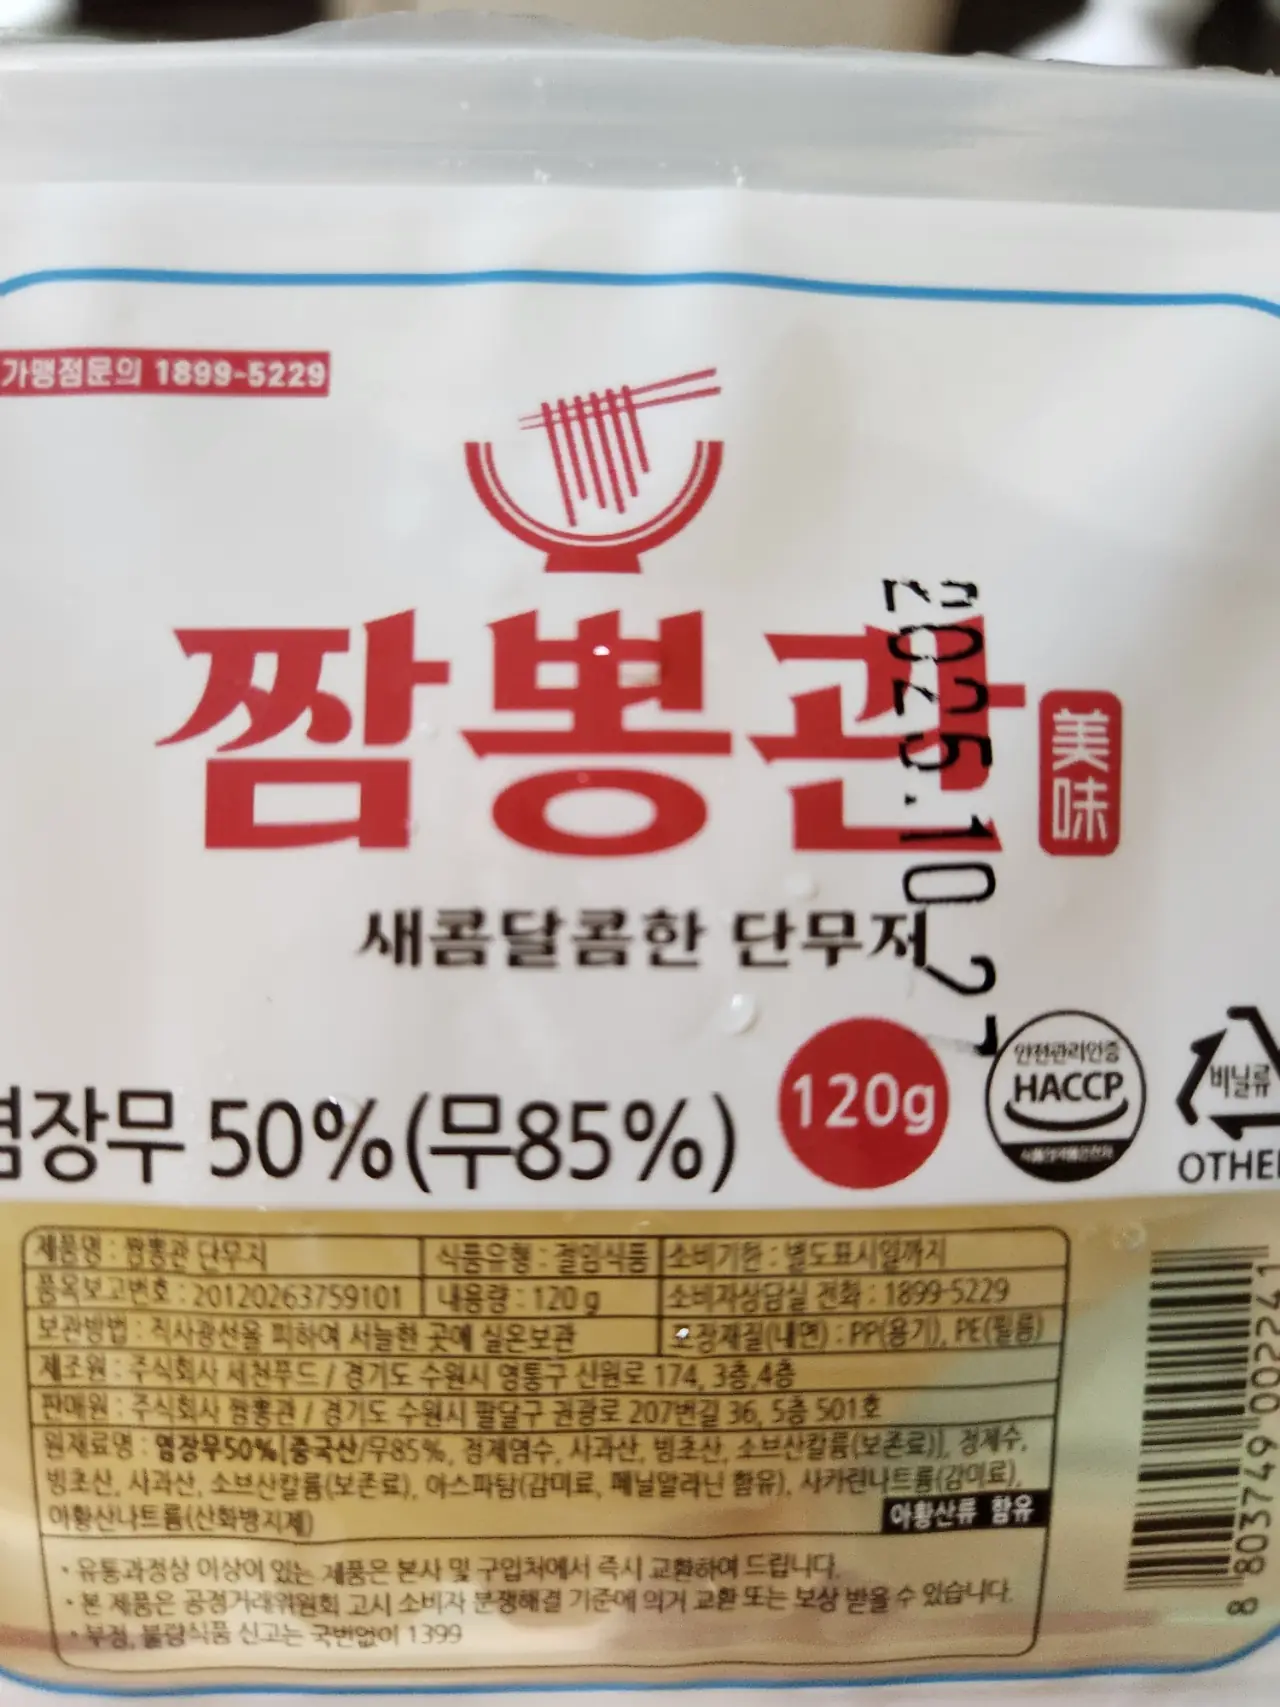 가맹점문의 1899-5229
짬뽕관
美味
새콤달콤한 단무지
2026.10.27
염장무 50%(무85%)
120g
안전관리인증
HACCP
비닐류
OTHE
제품명 : 짬뽕관 단무지
식품유형 : 절임식품
소비기한 : 별도표시일까지
품목보고번호 : 20120263759101
내용량 : 120 g
소비자상담실 전화 : 1899-5229
보관방법 : 직사광선을 피하여 서늘한 곳에 실온보관
포장재질(내면) : PP(용기), PE(필름)
제조원 : 주식회사 세천푸드 / 경기도 수원시 영통구 신원로 174, 3층,4층
판매원 : 주식회사 짬뽕관 / 경기도 수원시 팔달구 권광로 207번길 36, 5층 501호
원재료명 : 염장무50%[중국산/무85%, 정제염수, 사과산, 빙초산, 소브산칼륨(보존료)], 정제수,
빙초산, 사과산, 소브산칼륨(보존료), 아스파탐(감미료, 페닐알라닌 함유), 사카린나트륨(감미료),
아황산나트륨(산화방지제)
아황산류 함유
· 유통과정상 이상이 있는 제품은 본사 및 구입처에서 즉시 교환하여 드립니다.
· 본 제품은 공정거래위원회 고시 소비자 분쟁해결 기준에 의거 교환 또는 보상 받을 수 있습니다.
· 부정, 불량식품 신고는 국번없이 1399
8 803749 002241